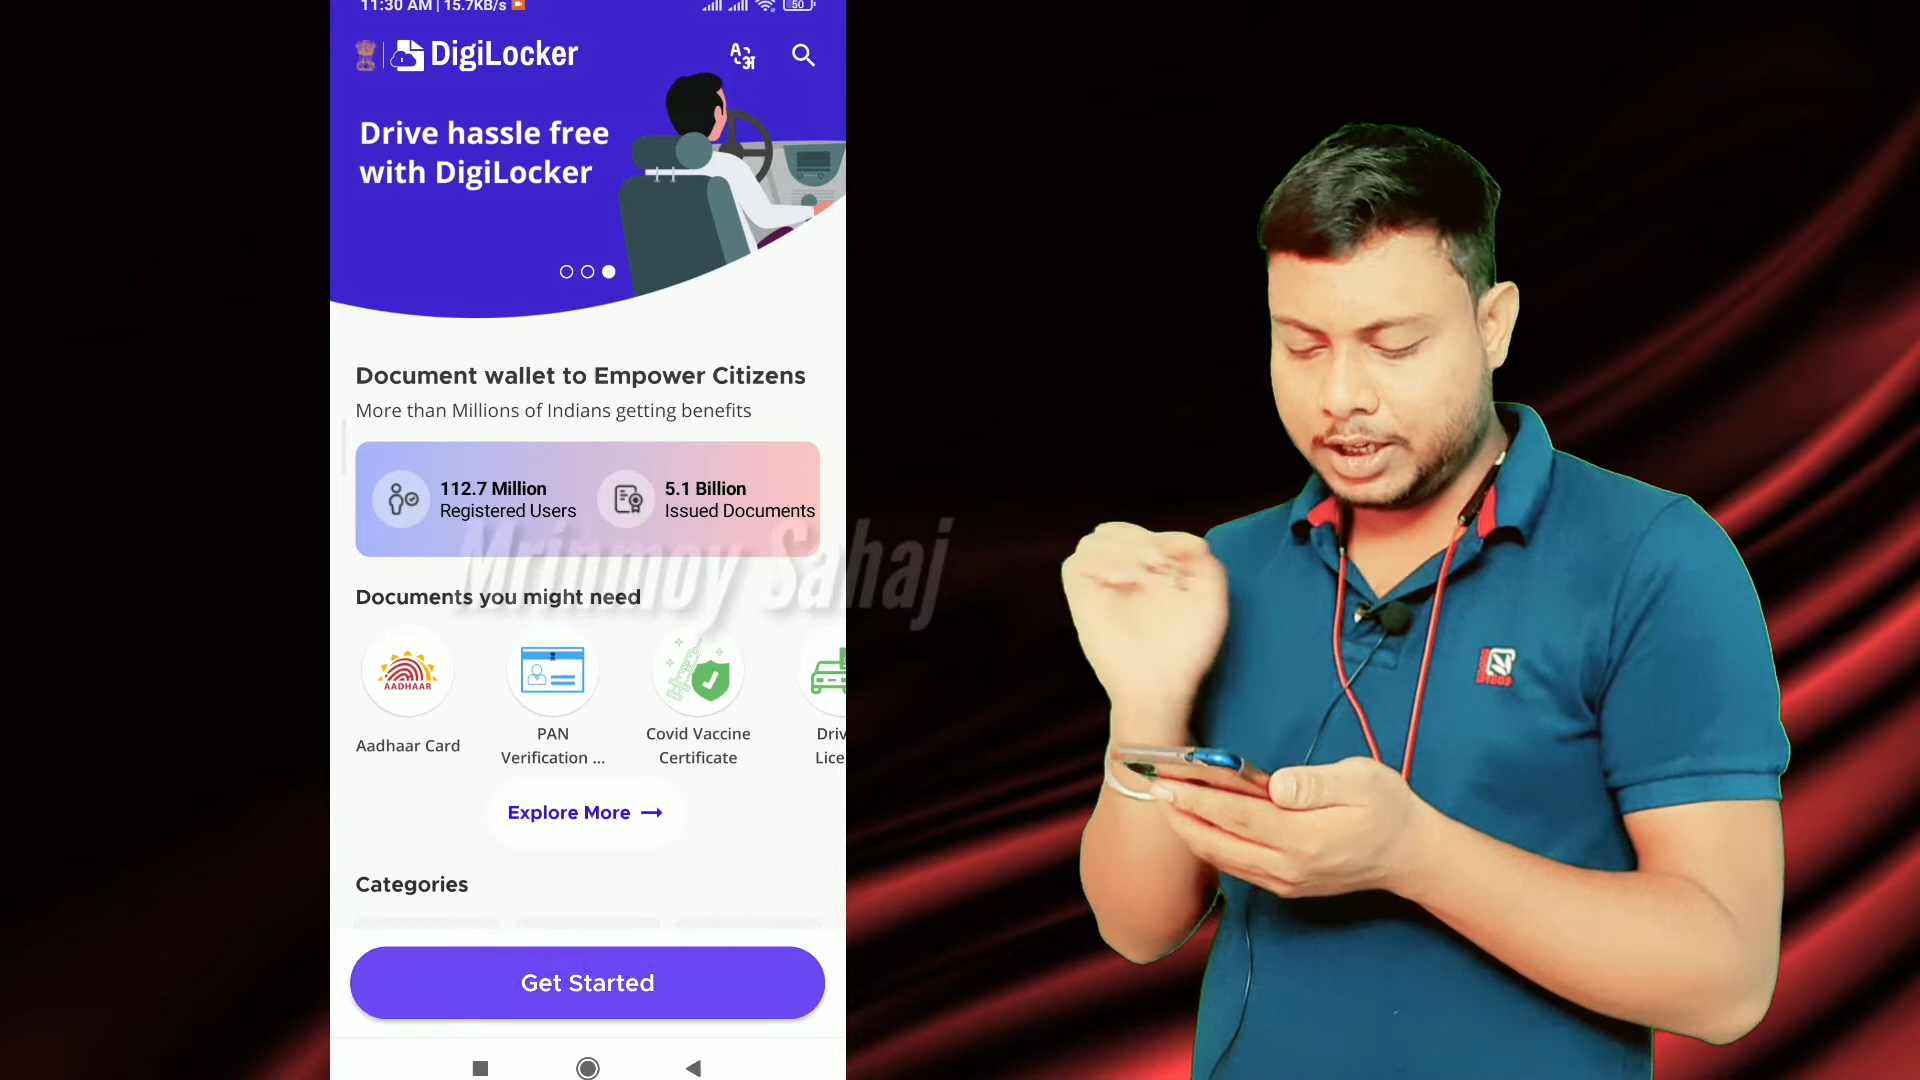 11:30 AM | 15.7KB/s
50
DigiLocker
A
अ
Drive hassle free
with DigiLocker
Document wallet to Empower Citizens
More than Millions of Indians getting benefits
112.7 Million
Registered Users
5.1 Billion
Issued Documents
Mrinmoy Sahaj
Documents you might need
AADHAAR
Aadhaar Card
PAN
Verification ...
Covid Vaccine
Certificate
Driv
Lice
Explore More →
Categories
Get Started